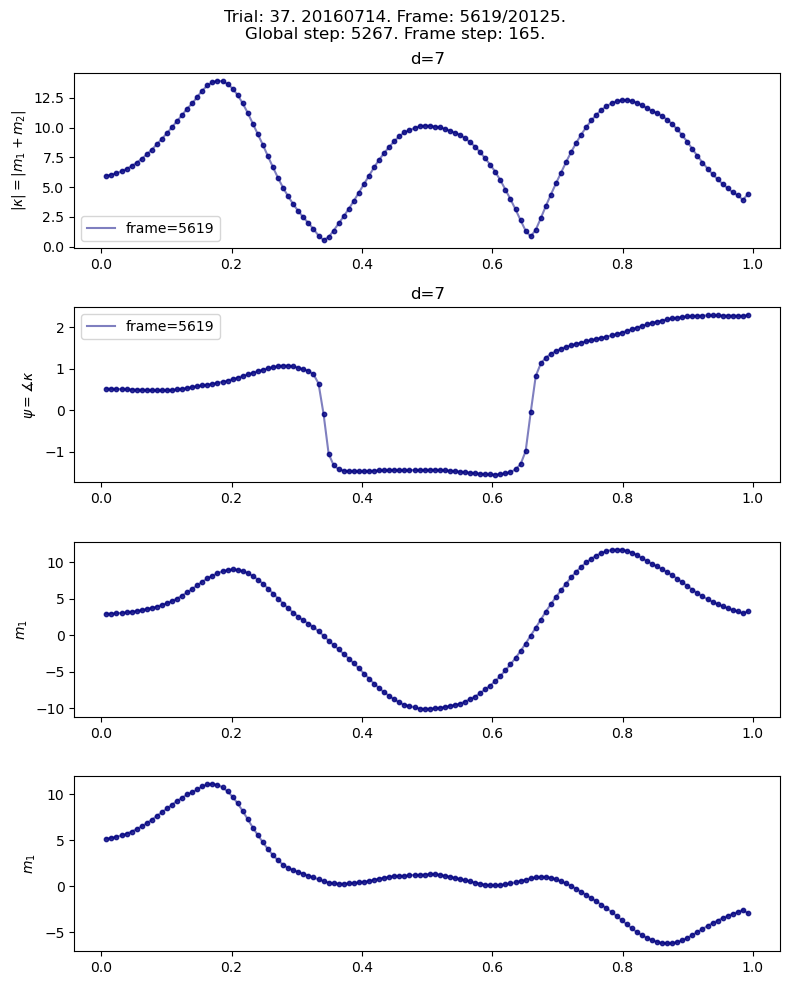 Trial: 37. 20160714. Frame: 5619/20125.
Global step: 5267. Frame step: 165.
d=7
|κ| = |m₁ + m₂|
12.5
10.0
7.5
5.0
2.5
0.0
frame=5619
0.0 0.2 0.4 0.6 0.8 1.0
d=7
ψ = ∡κ
2
1
0
−1
frame=5619
0.0 0.2 0.4 0.6 0.8 1.0
m₁
10
5
0
−5
−10
0.0 0.2 0.4 0.6 0.8 1.0
m₁
10
5
0
−5
0.0 0.2 0.4 0.6 0.8 1.0